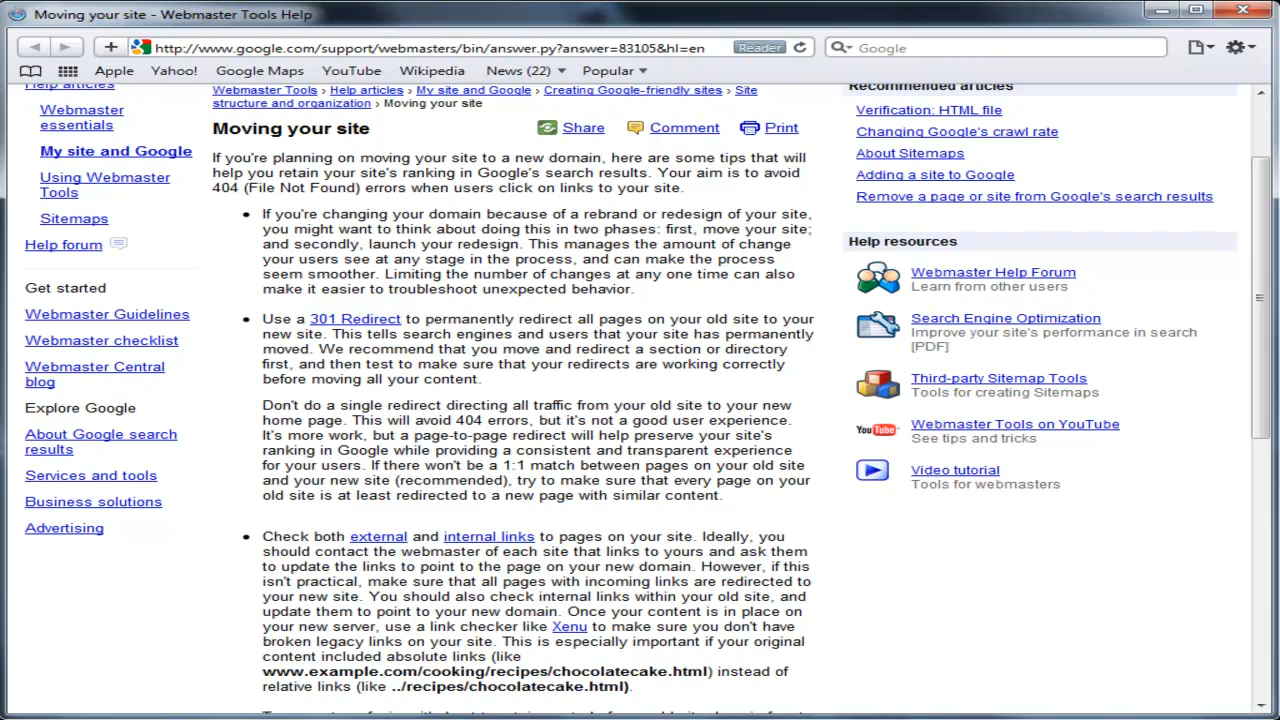 Moving your site - Webmaster Tools Help
http://www.google.com/support/webmasters/bin/answer.py?answer=83105&hl=en
Reader
Google
Apple
Yahoo!
Google Maps
YouTube
Wikipedia
News (22)
Popular
Help articles
Webmaster
essentials
My site and Google
Using Webmaster
Tools
Sitemaps
Help forum
Get started
Webmaster Guidelines
Webmaster checklist
Webmaster Central
blog
Explore Google
About Google search
results
Services and tools
Business solutions
Advertising
Webmaster Tools › Help articles › My site and Google › Creating Google-friendly sites › Site
structure and organization › Moving your site
Moving your site
Share
Comment
Print
If you're planning on moving your site to a new domain, here are some tips that will
help you retain your site's ranking in Google's search results. Your aim is to avoid
404 (File Not Found) errors when users click on links to your site.
• If you're changing your domain because of a rebrand or redesign of your site,
you might want to think about doing this in two phases: first, move your site;
and secondly, launch your redesign. This manages the amount of change
your users see at any stage in the process, and can make the process
seem smoother. Limiting the number of changes at any one time can also
make it easier to troubleshoot unexpected behavior.
• Use a 301 Redirect to permanently redirect all pages on your old site to your
new site. This tells search engines and users that your site has permanently
moved. We recommend that you move and redirect a section or directory
first, and then test to make sure that your redirects are working correctly
before moving all your content.
Don't do a single redirect directing all traffic from your old site to your new
home page. This will avoid 404 errors, but it's not a good user experience.
It's more work, but a page-to-page redirect will help preserve your site's
ranking in Google while providing a consistent and transparent experience
for your users. If there won't be a 1:1 match between pages on your old site
and your new site (recommended), try to make sure that every page on your
old site is at least redirected to a new page with similar content.
• Check both external and internal links to pages on your site. Ideally, you
should contact the webmaster of each site that links to yours and ask them
to update the links to point to the page on your new domain. However, if this
isn't practical, make sure that all pages with incoming links are redirected to
your new site. You should also check internal links within your old site, and
update them to point to your new domain. Once your content is in place on
your new server, use a link checker like Xenu to make sure you don't have
broken legacy links on your site. This is especially important if your original
content included absolute links (like
www.example.com/cooking/recipes/chocolatecake.html) instead of
relative links (like ../recipes/chocolatecake.html).
Recommended articles
Verification: HTML file
Changing Google's crawl rate
About Sitemaps
Adding a site to Google
Remove a page or site from Google's search results
Help resources
Webmaster Help Forum
Learn from other users
Search Engine Optimization
Improve your site's performance in search
[PDF]
Third-party Sitemap Tools
Tools for creating Sitemaps
You Tube
Webmaster Tools on YouTube
See tips and tricks
Video tutorial
Tools for webmasters